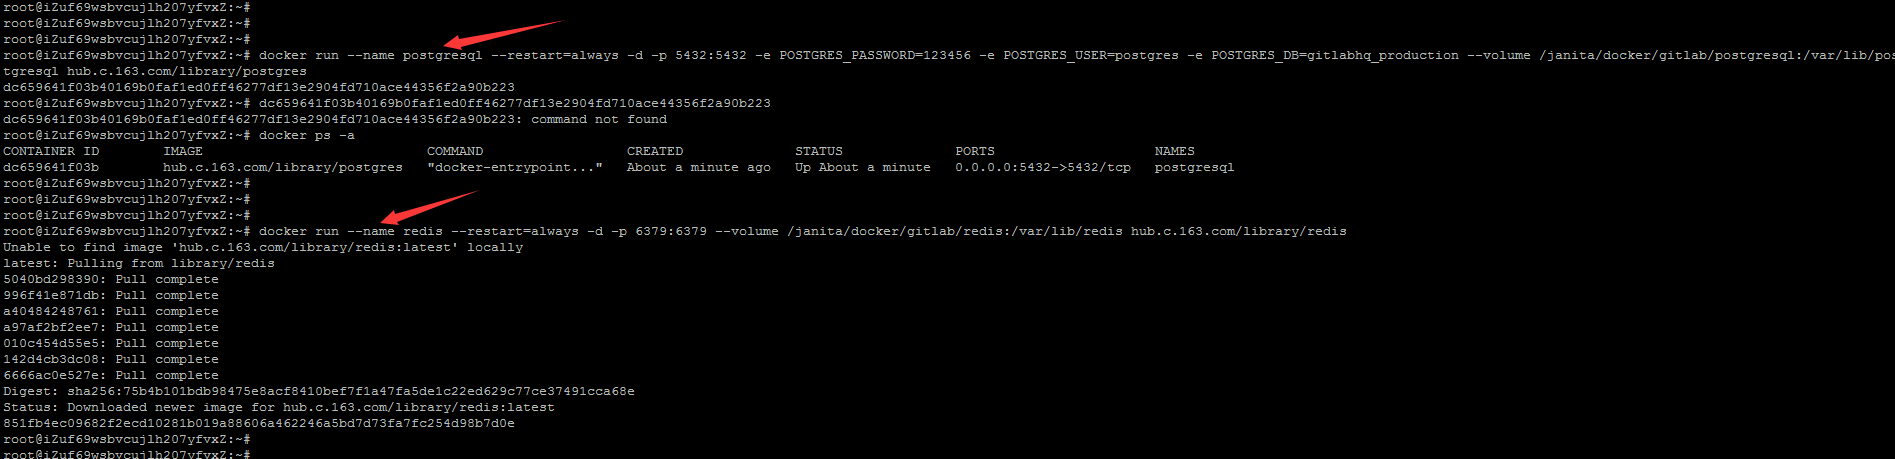 root@iZuf69wsbvcujlh207yfvxZ:~#
root@iZuf69wsbvcujlh207yfvxZ:~#
root@iZuf69wsbvcujlh207yfvxZ:~#
root@iZuf69wsbvcujlh207yfvxZ:~# docker run --name postgresql --restart=always -d -p 5432:5432 -e POSTGRES_PASSWORD=123456 -e POSTGRES_USER=postgres -e POSTGRES_DB=gitlabhq_production --volume /janita/docker/gitlab/postgresql:/var/lib/pos
tgresql hub.c.163.com/library/postgres
dc659641f03b40169b0faf1ed0ff46277df13e2904fd710ace44356f2a90b223
root@iZuf69wsbvcujlh207yfvxZ:~# dc659641f03b40169b0faf1ed0ff46277df13e2904fd710ace44356f2a90b223
dc659641f03b40169b0faf1ed0ff46277df13e2904fd710ace44356f2a90b223: command not found
root@iZuf69wsbvcujlh207yfvxZ:~# docker ps -a
CONTAINER ID        IMAGE                            COMMAND                  CREATED              STATUS              PORTS                    NAMES
dc659641f03b        hub.c.163.com/library/postgres   "docker-entrypoint..."   About a minute ago   Up About a minute   0.0.0.0:5432->5432/tcp   postgresql
root@iZuf69wsbvcujlh207yfvxZ:~#
root@iZuf69wsbvcujlh207yfvxZ:~#
root@iZuf69wsbvcujlh207yfvxZ:~#
root@iZuf69wsbvcujlh207yfvxZ:~# docker run --name redis --restart=always -d -p 6379:6379 --volume /janita/docker/gitlab/redis:/var/lib/redis hub.c.163.com/library/redis
Unable to find image 'hub.c.163.com/library/redis:latest' locally
latest: Pulling from library/redis
5040bd298390: Pull complete
996f41e871db: Pull complete
a40484248761: Pull complete
a97af2bf2ee7: Pull complete
010c454d55e5: Pull complete
142d4cb3dc08: Pull complete
6666ac0e527e: Pull complete
Digest: sha256:75b4b101bdb98475e8acf8410bef7f1a47fa5de1c22ed629c77ce37491cca68e
Status: Downloaded newer image for hub.c.163.com/library/redis:latest
851fb4ec09682f2ecd10281b019a88606a462246a5bd7d73fa7fc254d98b7d0e
root@iZuf69wsbvcujlh207yfvxZ:~#
root@iZuf69wsbvcujlh207yfvxZ:~#